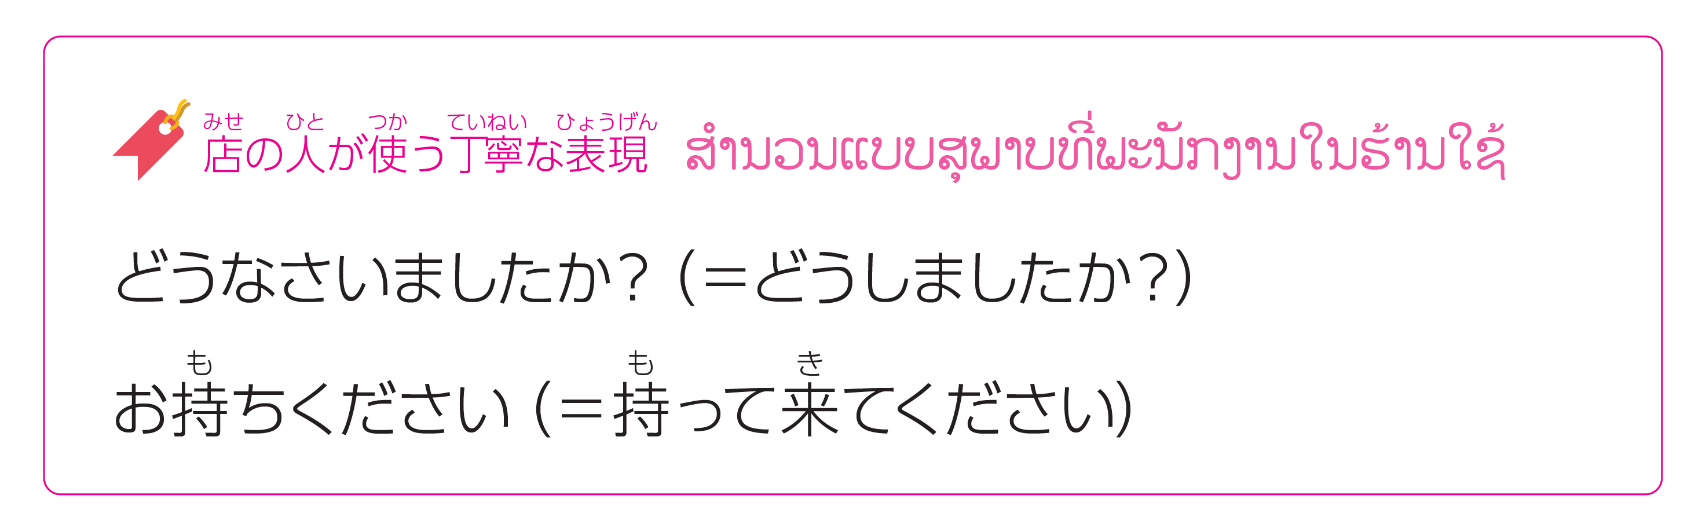 みせ ひと つか ていねい ひょうげん
店の人が使う丁寧な表現 ສຳນວນແບບສຸພາບທີ່ພະນັກງານໃນຮ້ານໃຊ້
どうなさいましたか？（=どうしましたか？）
も も き
お持ちください（=持って来てください）